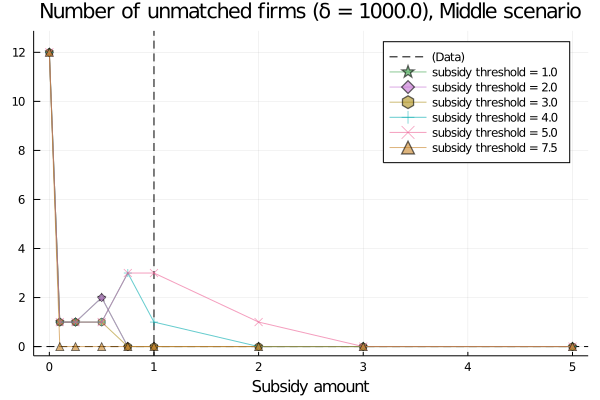 Number of unmatched firms (δ = 1000.0), Middle scenario
(Data)
subsidy threshold = 1.0
subsidy threshold = 2.0
subsidy threshold = 3.0
subsidy threshold = 4.0
subsidy threshold = 5.0
subsidy threshold = 7.5
12
10
8
6
4
2
0
0 1 2 3 4 5
Subsidy amount